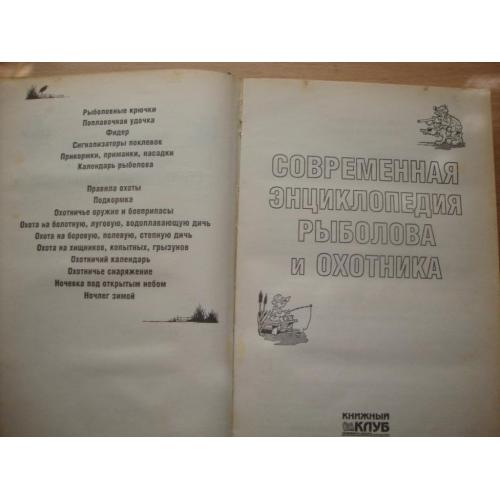 Рыболовные крючки
Поплавочная удочка
Фидер
Сигнализаторы поклевок
Прикормки, приманки, насадки
Календарь рыболова
Правила охоты
Подкормка
Охотничье оружие и боеприпасы
Охота на болотную, луговую, водоплавающую дичь
Охота на боровую, полевую, степную дичь
Охота на хищников, копытных, грызунов
Охотничий календарь
Охотничье снаряжение
Ночевка под открытым небом
Ночлег зимой
СОВРЕМЕННАЯ
ЭНЦИКЛОПЕДИЯ
РЫБОЛОВА
и ОХОТНИКА
КНИЖНЫЙ
КЛУБ